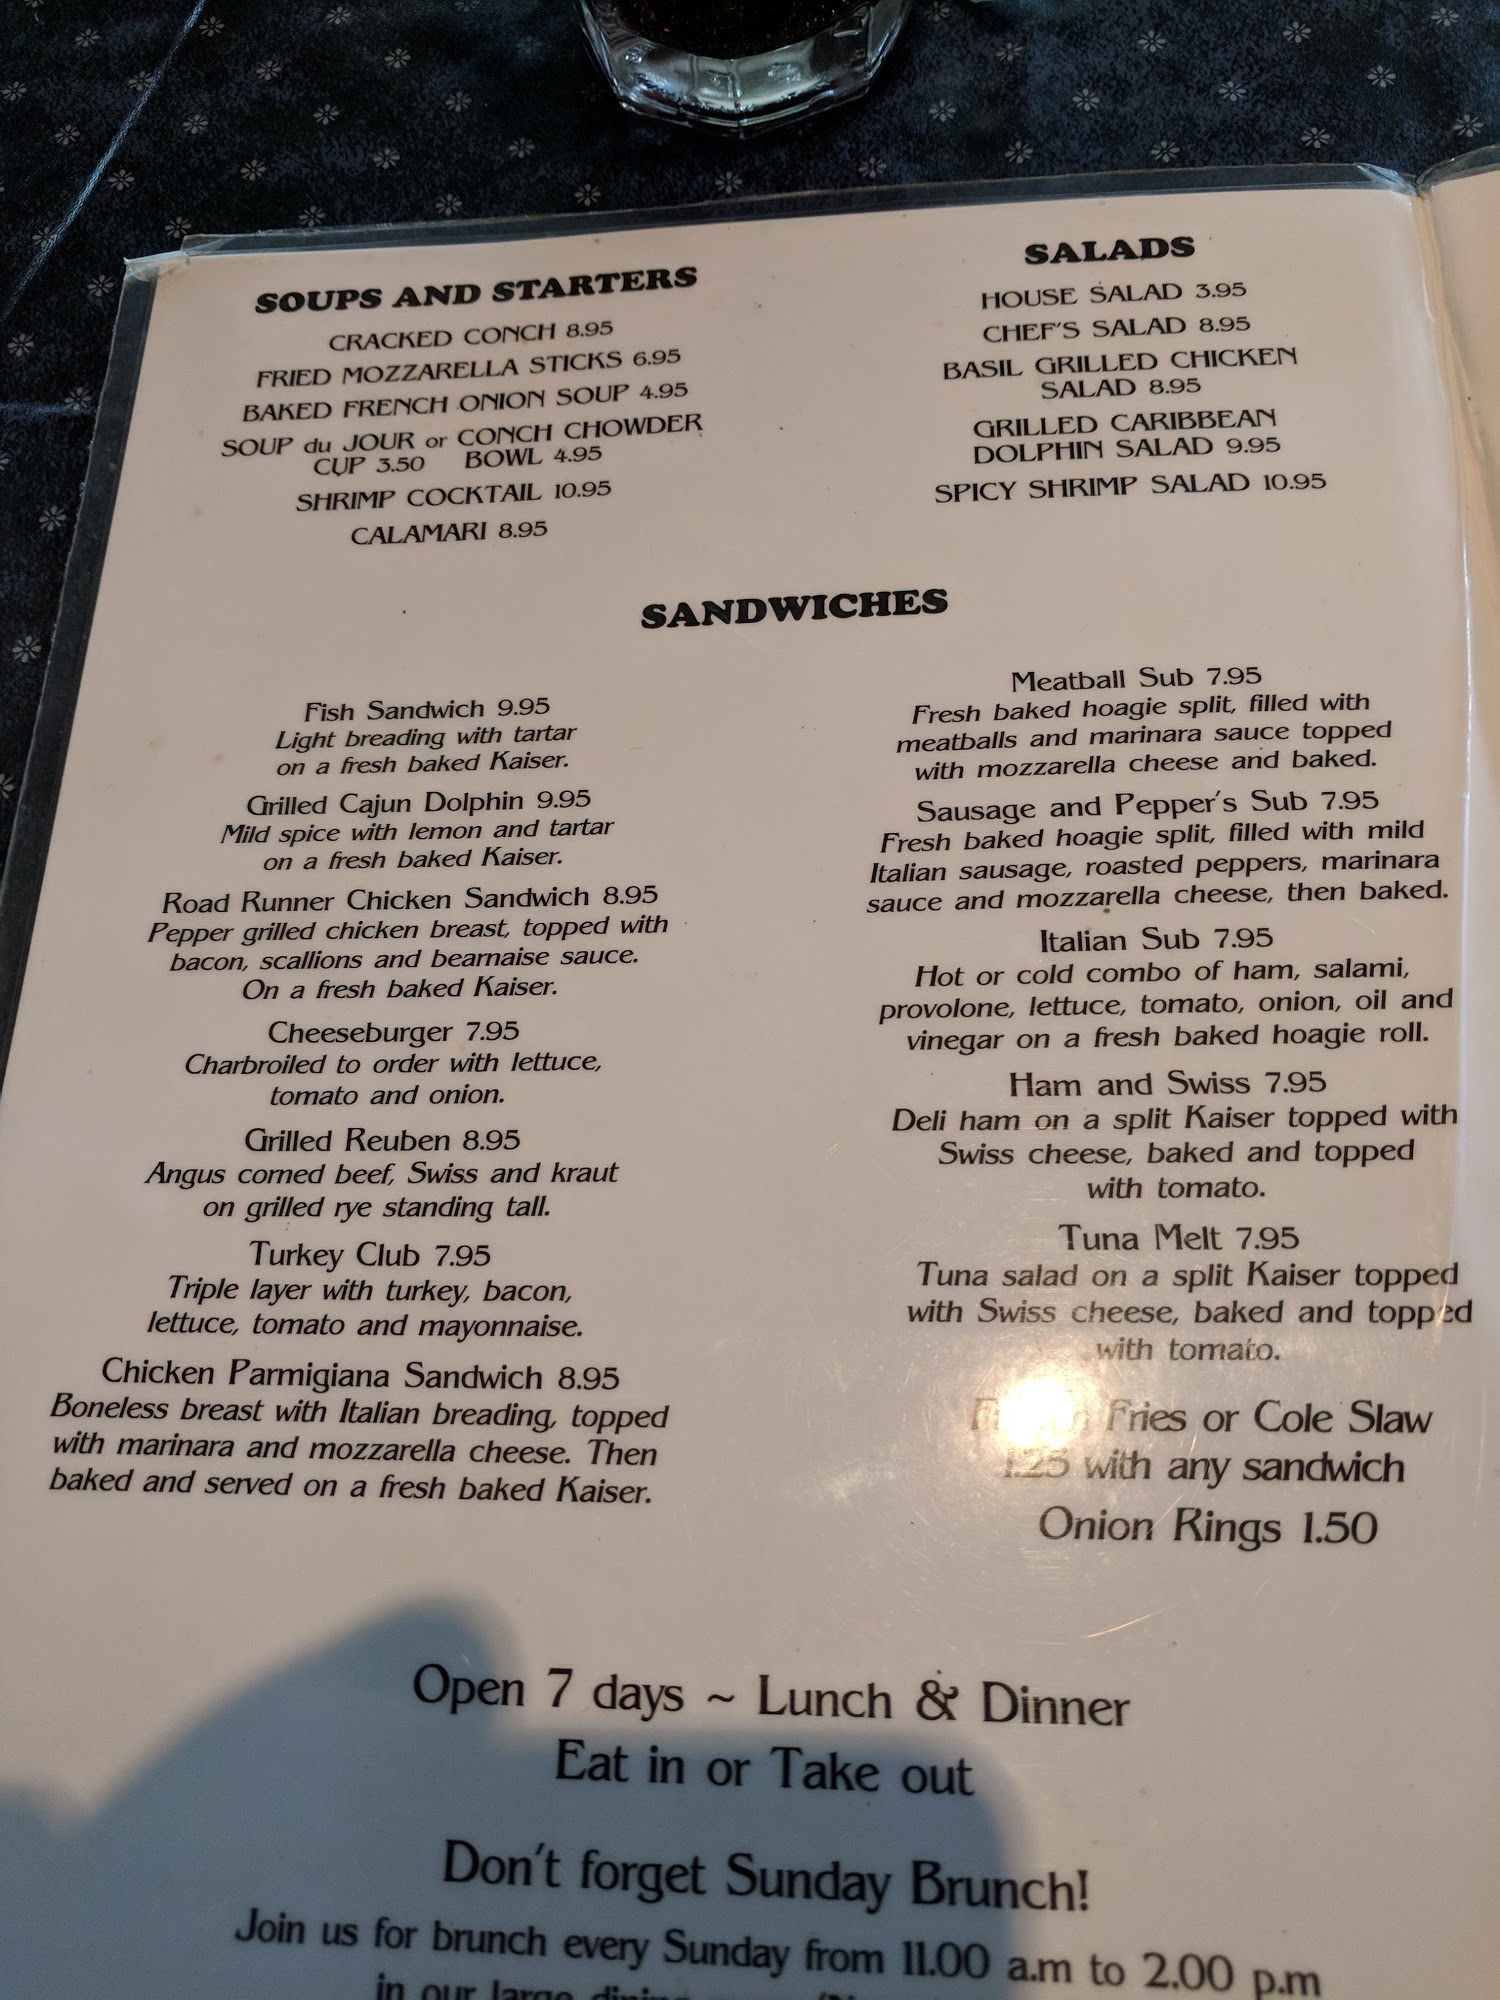 SOUPS AND STARTERS
CRACKED CONCH 8.95
FRIED MOZZARELLA STICKS 6.95
BAKED FRENCH ONION SOUP 4.95
SOUP du JOUR or CONCH CHOWDER
CUP 3.50 BOWL 4.95
SHRIMP COCKTAIL 10.95
CALAMARI 8.95
SALADS
HOUSE SALAD 3.95
CHEF'S SALAD 8.95
BASIL GRILLED CHICKEN
SALAD 8.95
GRILLED CARIBBEAN
DOLPHIN SALAD 9.95
SPICY SHRIMP SALAD 10.95
SANDWICHES
Fish Sandwich 9.95
Light breading with tartar
on a fresh baked Kaiser.
Grilled Cajun Dolphin 9.95
Mild spice with lemon and tartar
on a fresh baked Kaiser.
Road Runner Chicken Sandwich 8.95
Pepper grilled chicken breast, topped with
bacon, scallions and bearnaise sauce.
On a fresh baked Kaiser.
Cheeseburger 7.95
Charbroiled to order with lettuce,
tomato and onion.
Grilled Reuben 8.95
Angus corned beef, Swiss and kraut
on grilled rye standing tall.
Turkey Club 7.95
Triple layer with turkey, bacon,
lettuce, tomato and mayonnaise.
Chicken Parmigiana Sandwich 8.95
Boneless breast with Italian breading, topped
with marinara and mozzarella cheese. Then
baked and served on a fresh baked Kaiser.
Meatball Sub 7.95
Fresh baked hoagie split, filled with
meatballs and marinara sauce topped
with mozzarella cheese and baked.
Sausage and Pepper's Sub 7.95
Fresh baked hoagie split, filled with mild
Italian sausage, roasted peppers, marinara
sauce and mozzarella cheese, then baked.
Italian Sub 7.95
Hot or cold combo of ham, salami,
provolone, lettuce, tomato, onion, oil and
vinegar on a fresh baked hoagie roll.
Ham and Swiss 7.95
Deli ham on a split Kaiser topped with
Swiss cheese, baked and topped
with tomato.
Tuna Melt 7.95
Tuna salad on a split Kaiser topped
with Swiss cheese, baked and topped
with tomato.
Fries or Cole Slaw
1.25 with any sandwich
Onion Rings 1.50
Open 7 days ~ Lunch & Dinner
Eat in or Take out
Don't forget Sunday Brunch!
Join us for brunch every Sunday from 11.00 a.m to 2.00 p.m
in our large dining